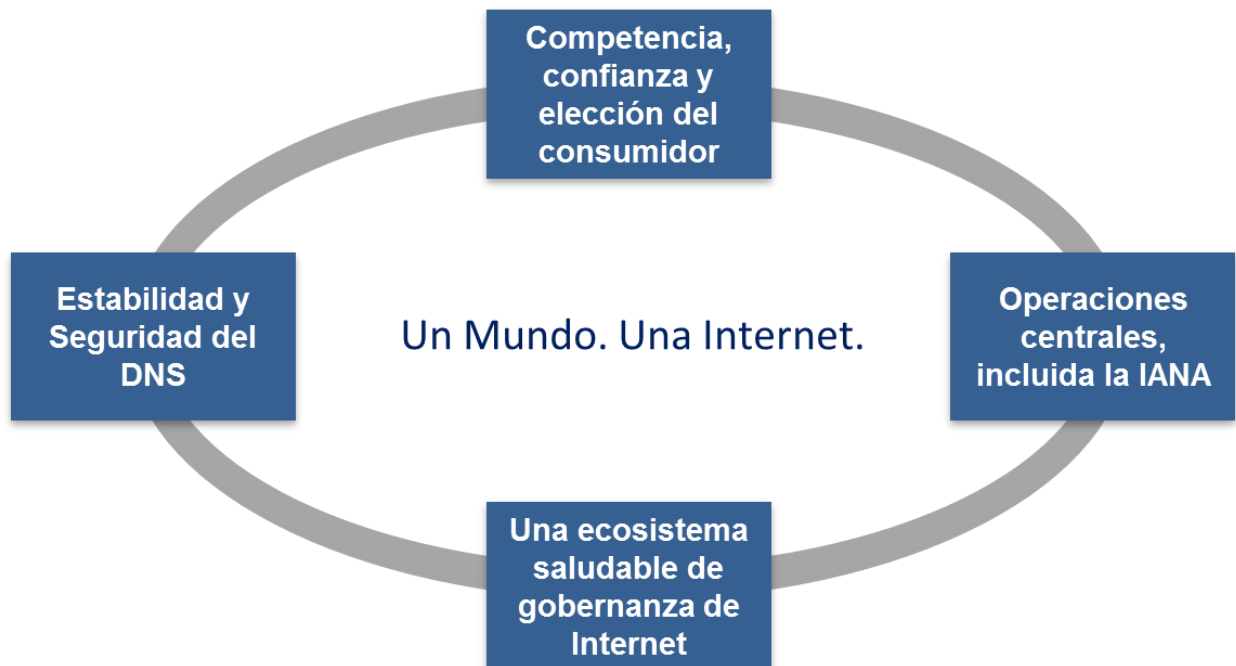 Competencia,
confianza y
elección del
consumidor
Estabilidad y
Seguridad del
DNS
Un Mundo. Una Internet.
Operaciones
centrales,
incluida la IANA
Una ecosistema
saludable de
gobernanza de
Internet